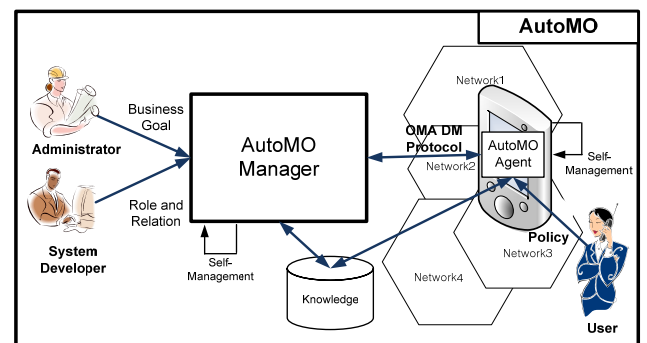 AutoMO
Network1
Business
Goal
Administrator
AutoMO
Manager
OMA DM
Protocol
AutoMO
Agent
Self-
Management
Network2
Role and
Relation
System
Developer
Self-
Management
Policy
Network3
Knowledge
Network4
User